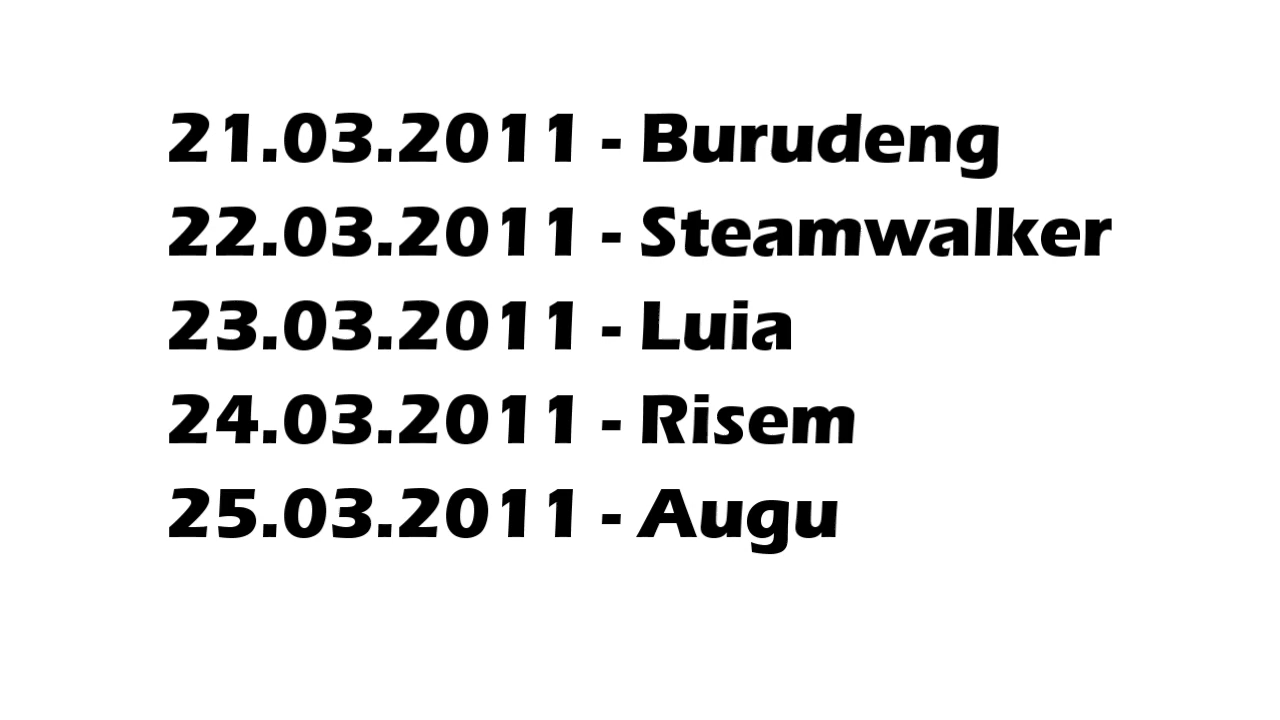 21.03.2011 - Burudeng
22.03.2011 - Steamwalker
23.03.2011 - Luia
24.03.2011 - Risem
25.03.2011 - Augu